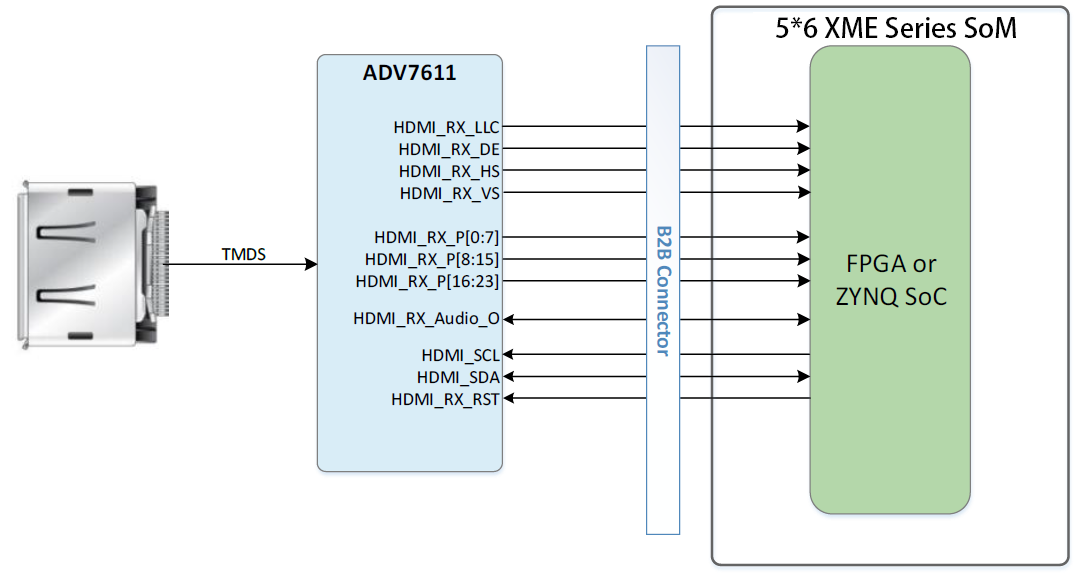 5*6 XME Series SoM
ADV7611
HDMI_RX_LLC
HDMI_RX_DE
HDMI_RX_HS
HDMI_RX_VS
HDMI_RX_P[0:7]
HDMI_RX_P[8:15]
HDMI_RX_P[16:23]
HDMI_RX_Audio_O
HDMI_SCL
HDMI_SDA
HDMI_RX_RST
TMDS
B2B Connector
FPGA or
ZYNQ SoC